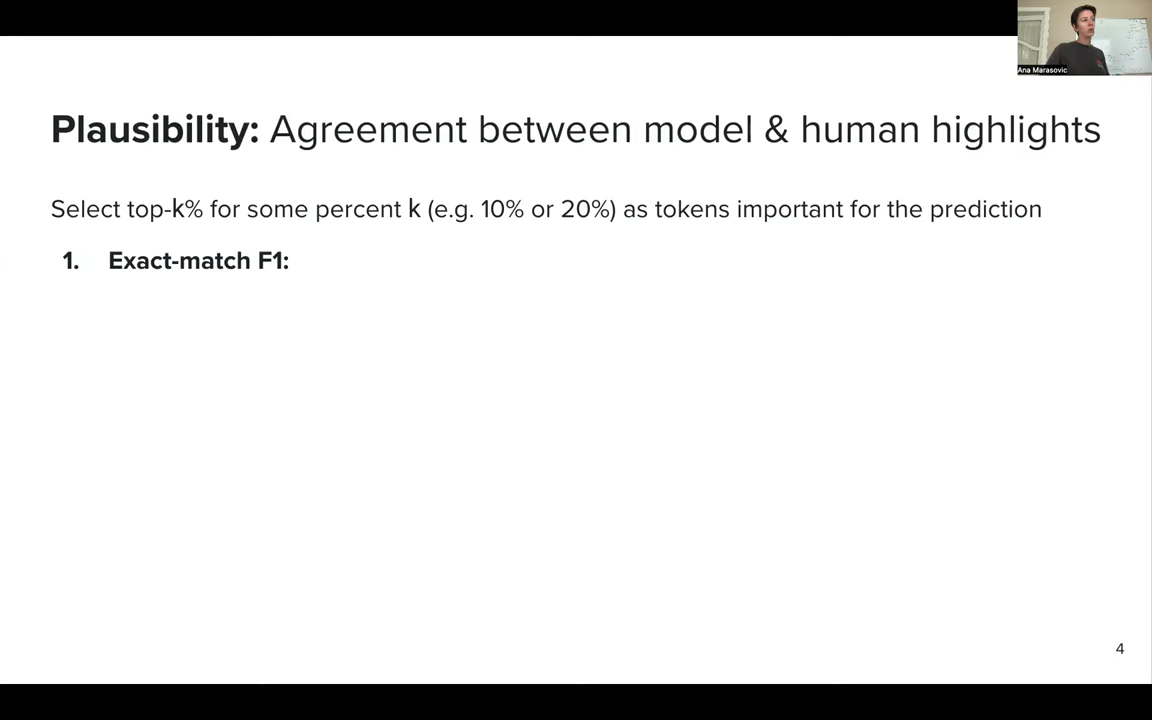 Ana Marasovic
Plausibility: Agreement between model & human highlights
Select top-k% for some percent k (e.g. 10% or 20%) as tokens important for the prediction
1. Exact-match F1:
4